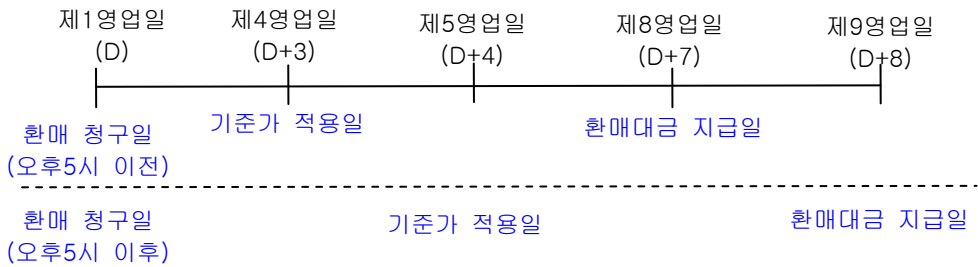 제1영업일 제4영업일 제5영업일 제8영업일 제9영업일
(D) (D+3) (D+4) (D+7) (D+8)
환매 청구일 기준가 적용일 환매대금 지급일
(오후5시 이전)
환매 청구일 기준가 적용일 환매대금 지급일
(오후5시 이후)